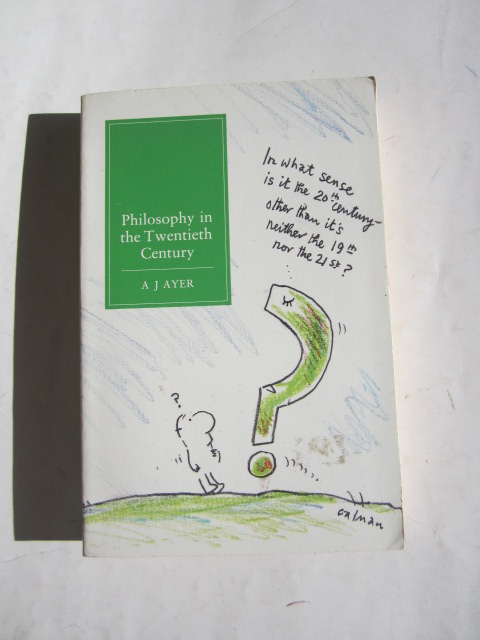 Philosophy in
the Twentieth
Century
A J AYER
In what sense
is it the 20th century—
other than it's
neither the 19th
nor the 21st?
?
calman